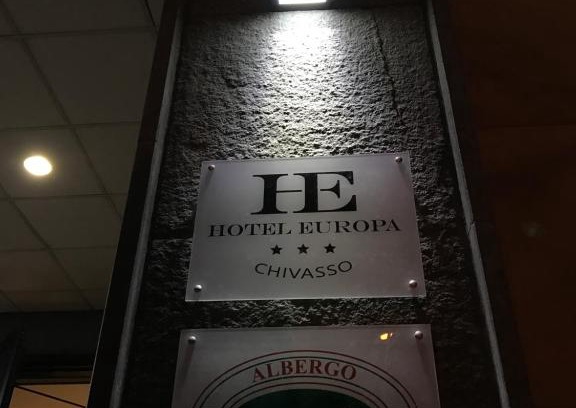 HE
HOTEL EUROPA
★ ★ ★
CHIVASSO
ALBERGO